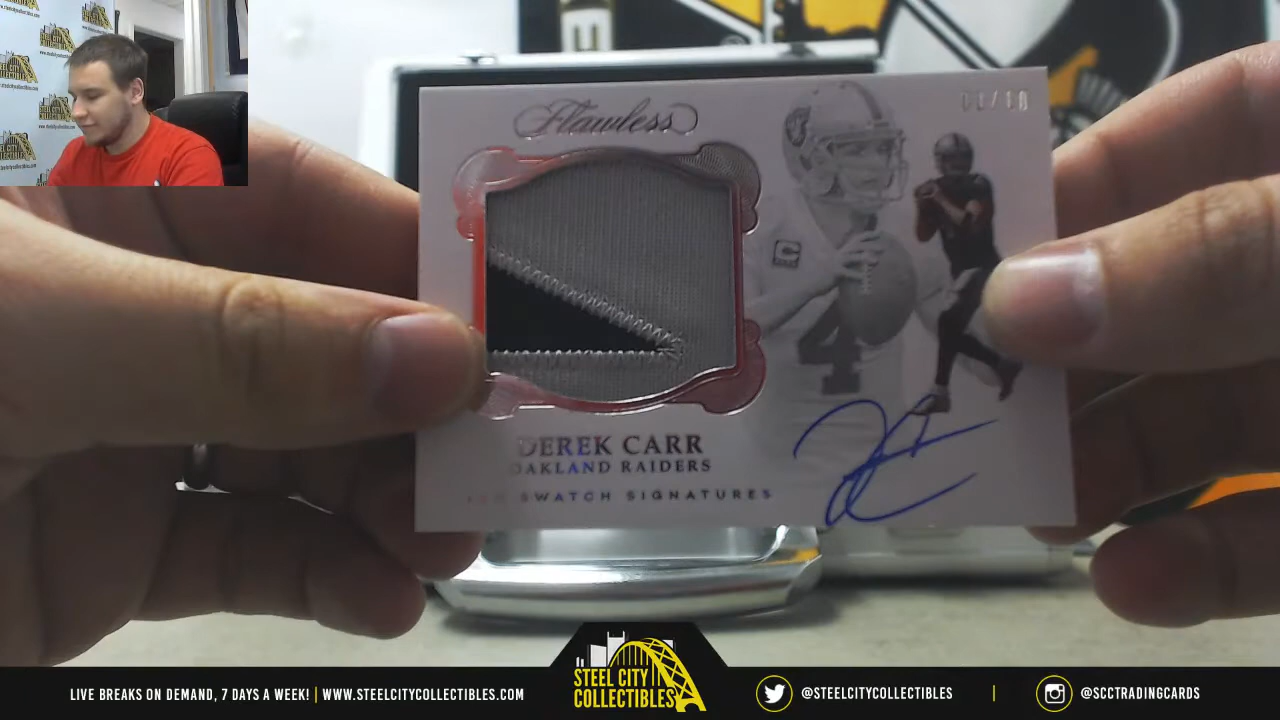 Flawless
DEREK CARR
OAKLAND RAIDERS
SWATCH SIGNATURES
4
C
STEEL CITY
COLLECTIBLES
LIVE BREAKS ON DEMAND, 7 DAYS A WEEK! | WWW.STEELCITYCOLLECTIBLES.COM
@STEELCITYCOLLECTIBLES
@SCCTRADINGCARDS